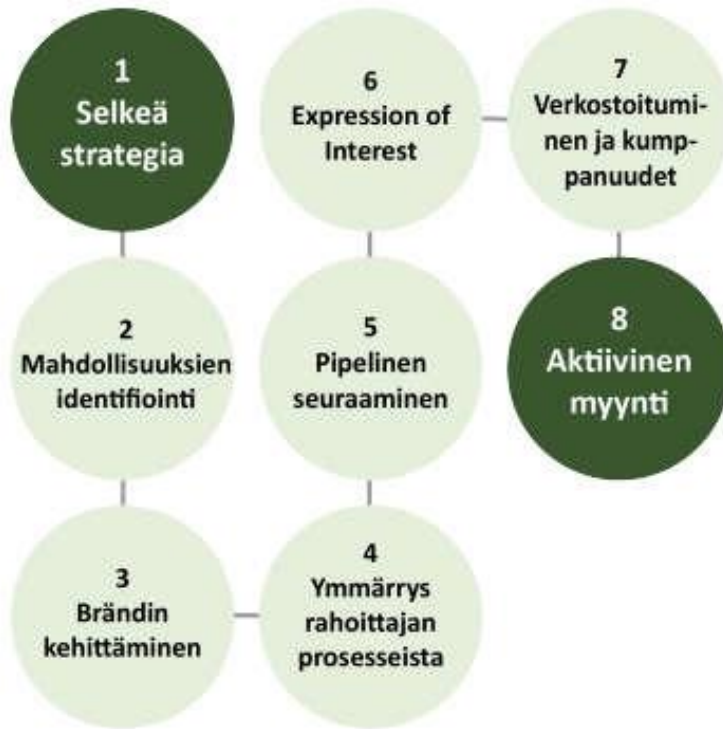 1
Selkeä
strategia
2
Mahdollisuuksien
identifiointi
3
Brändin
kehittäminen
4
Ymmärrys
rahoittajan
prosesseista
5
Pipelinen
seuraaminen
6
Expression of
Interest
7
Verkostoitumi-
nen ja kump-
panuudet
8
Aktiivinen
myynti